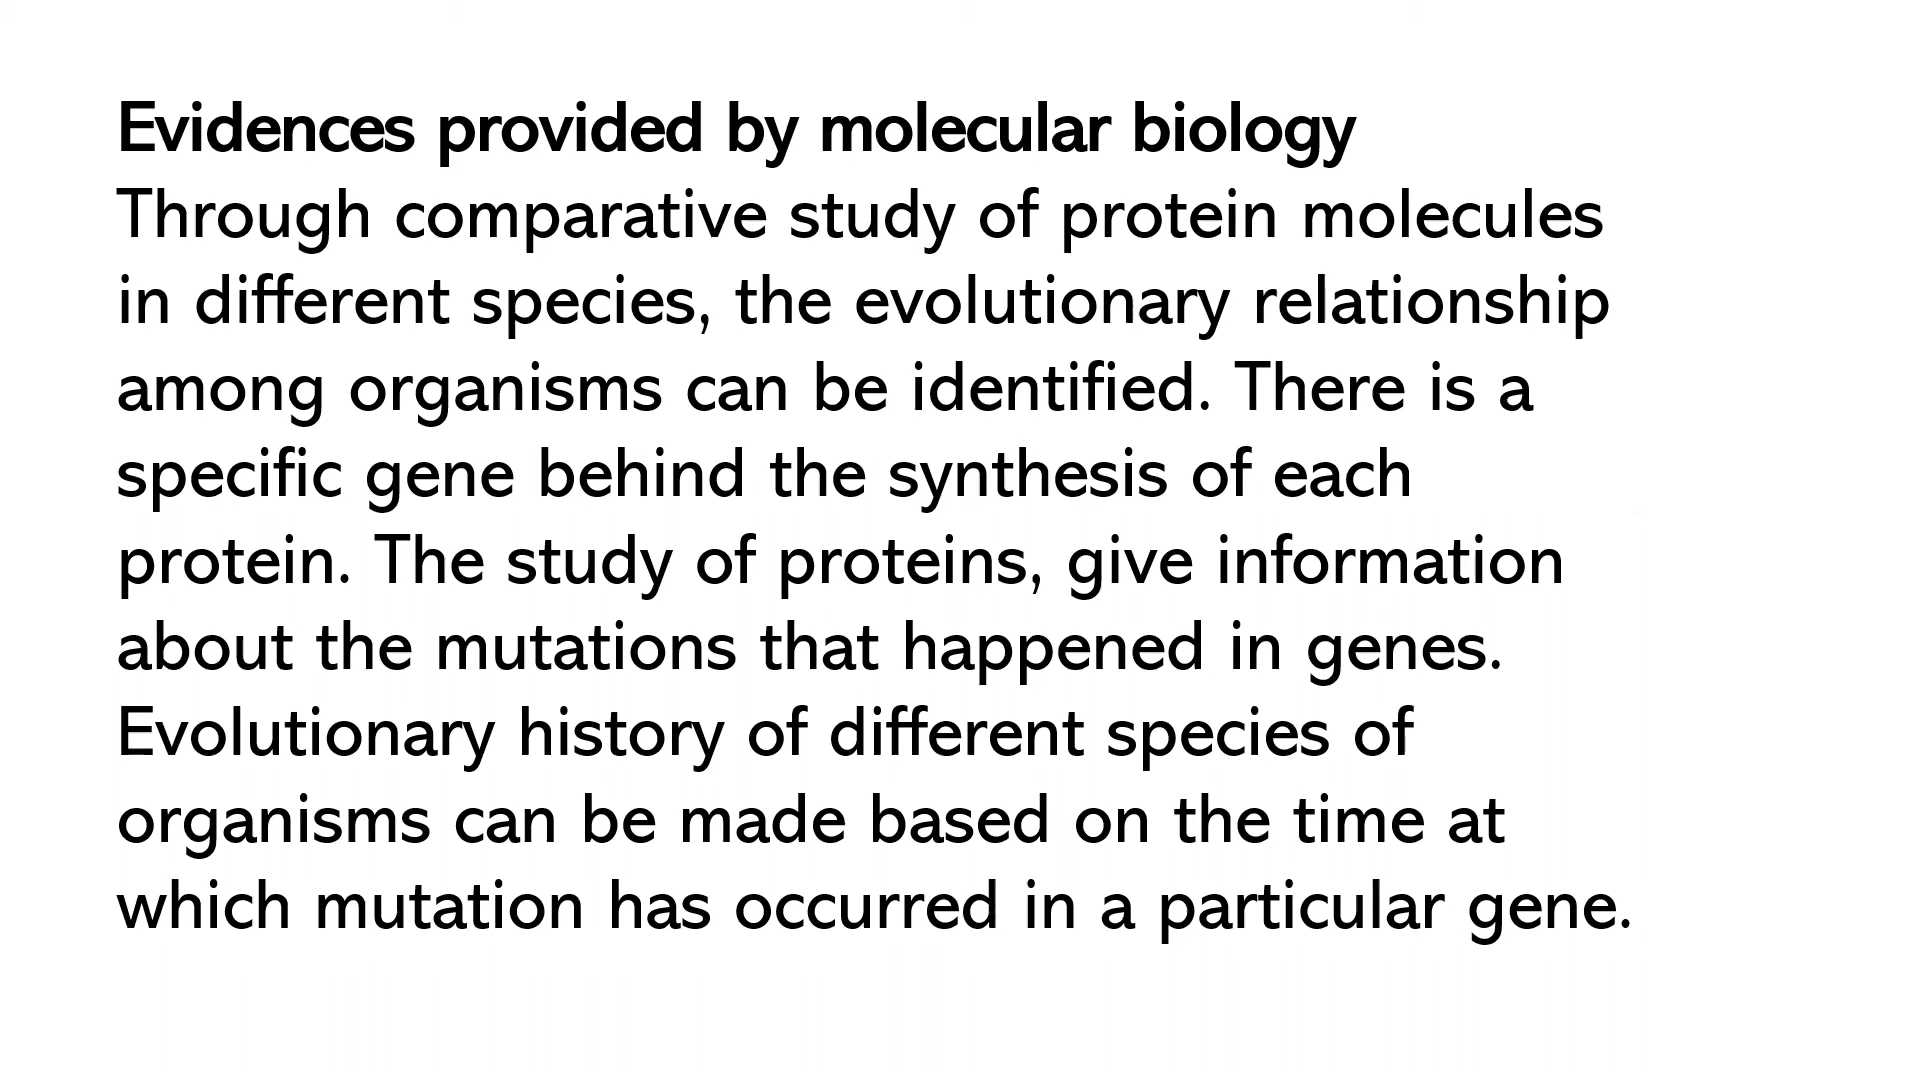 Evidences provided by molecular biology
Through comparative study of protein molecules
in different species, the evolutionary relationship
among organisms can be identified. There is a
specific gene behind the synthesis of each
protein. The study of proteins, give information
about the mutations that happened in genes.
Evolutionary history of different species of
organisms can be made based on the time at
which mutation has occurred in a particular gene.